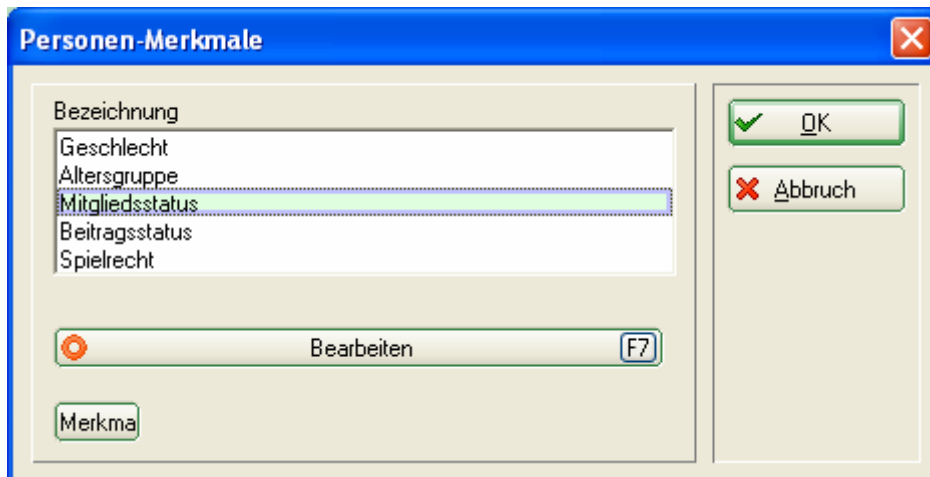 Personen-Merkmale
Bezeichnung
Geschlecht
Altersgruppe
Mitgliedsstatus
Beitragsstatus
Spielrecht
Bearbeiten F7
Merkma
OK
Abbruch